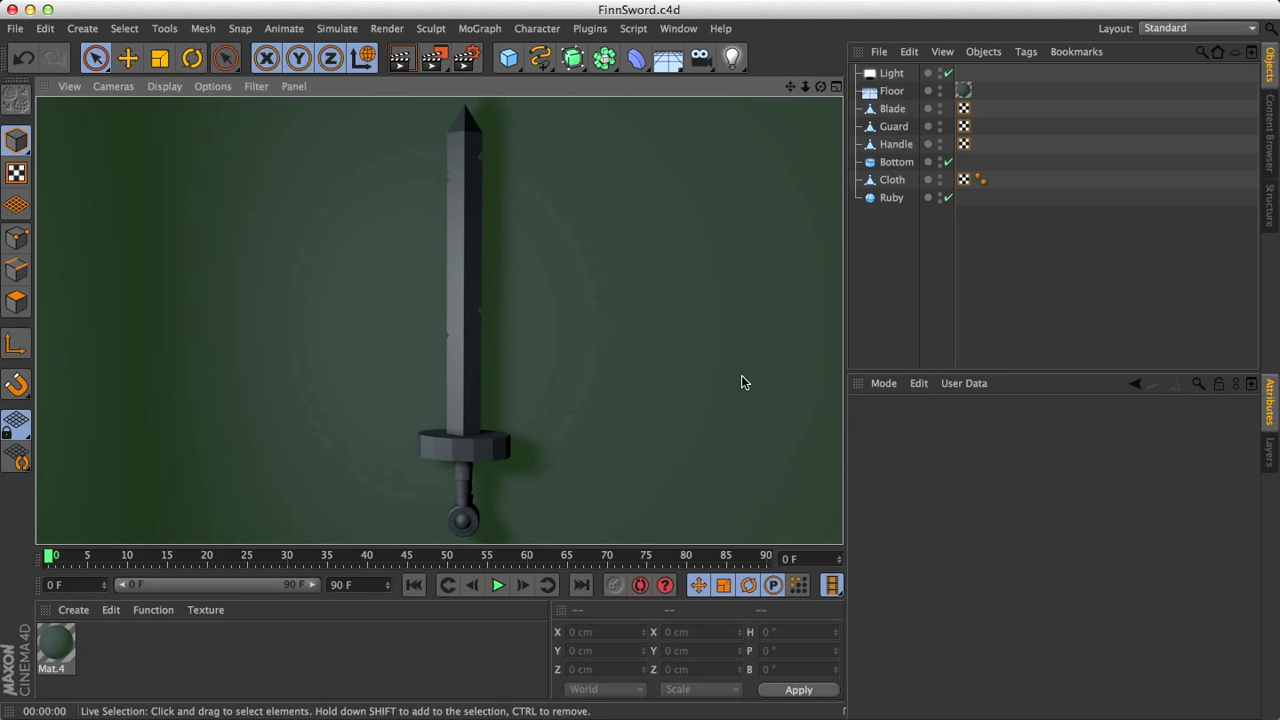 FinnSword.c4d
File Edit Create Select Tools Mesh Snap Animate Simulate Render Sculpt MoGraph Character Plugins Script Window Help Layout: Standard
X Y Z
File Edit View Objects Tags Bookmarks
View Cameras Display Options Filter Panel
Light
Floor
Blade
Guard
Handle
Bottom
Cloth
Ruby
Objects
Content Browser
Structure
Mode Edit User Data
Attributes
Layers
0 5 10 15 20 25 30 35 40 45 50 55 60 65 70 75 80 85 90 0 F
0 F 0 F 90 F 90 F P
Create Edit Function Texture
-- -- --
X 0 cm X 0 cm H 0 °
Y 0 cm Y 0 cm P 0 °
Z 0 cm Z 0 cm B 0 °
World Scale Apply
Mat.4
MAXON CINEMA 4D
00:00:00 Live Selection: Click and drag to select elements. Hold down SHIFT to add to the selection, CTRL to remove.